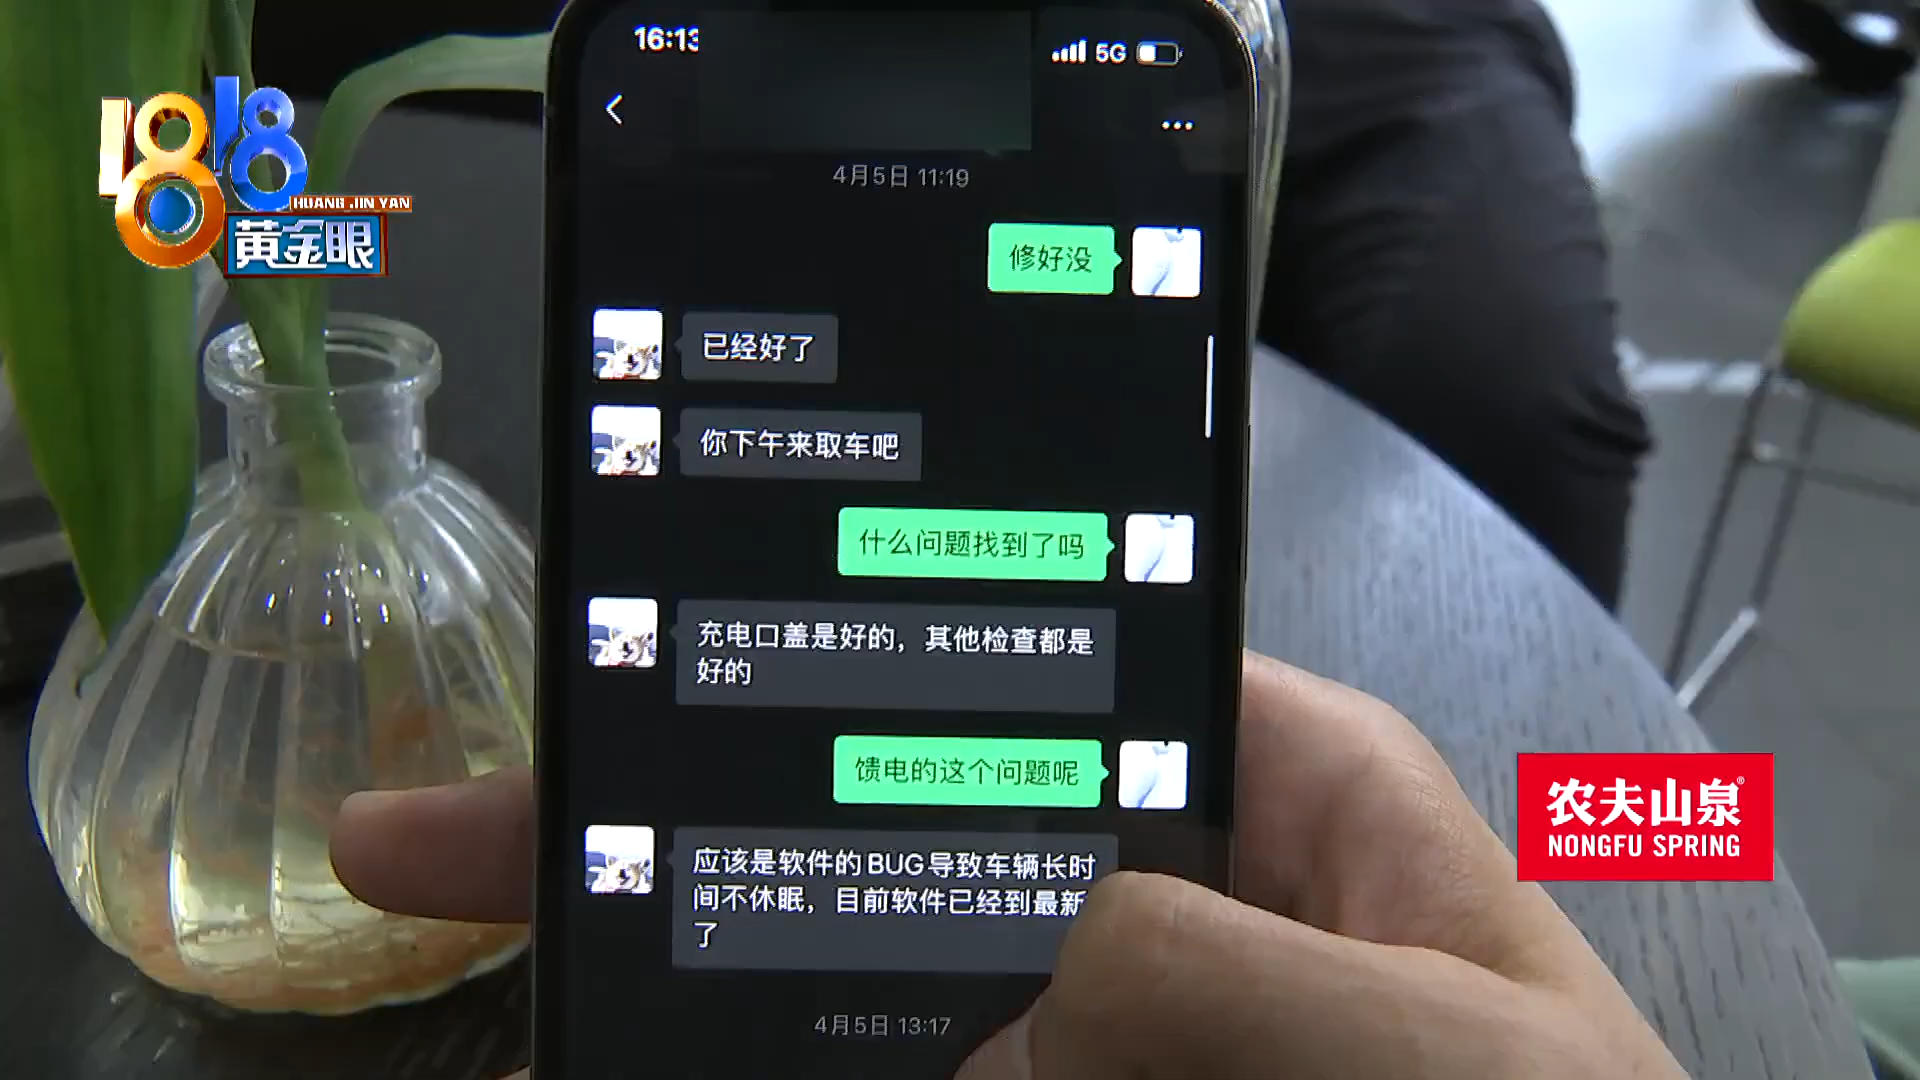 16:13
5G
1818
HUANG JIN YAN
黄金眼
4月5日 11:19
修好没
已经好了
你下午来取车吧
什么问题找到了吗
充电口盖是好的，其他检查都是
好的
馈电的这个问题呢
应该是软件的BUG导致车辆长时
间不休眠，目前软件已经到最新
了
4月5日 13:17
农夫山泉®
NONGFU SPRING